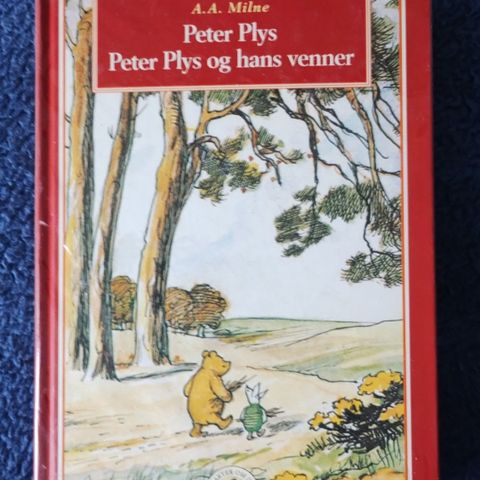 A.A. Milne
Peter Plys
Peter Plys og hans venner